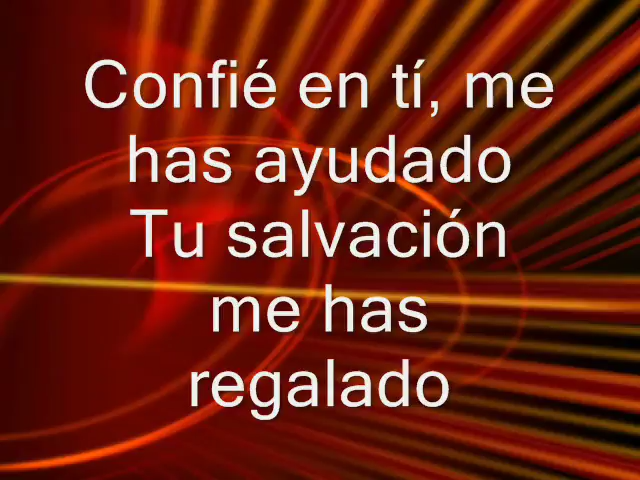 Confié en tí, me
has ayudado
Tu salvación
me has
regalado